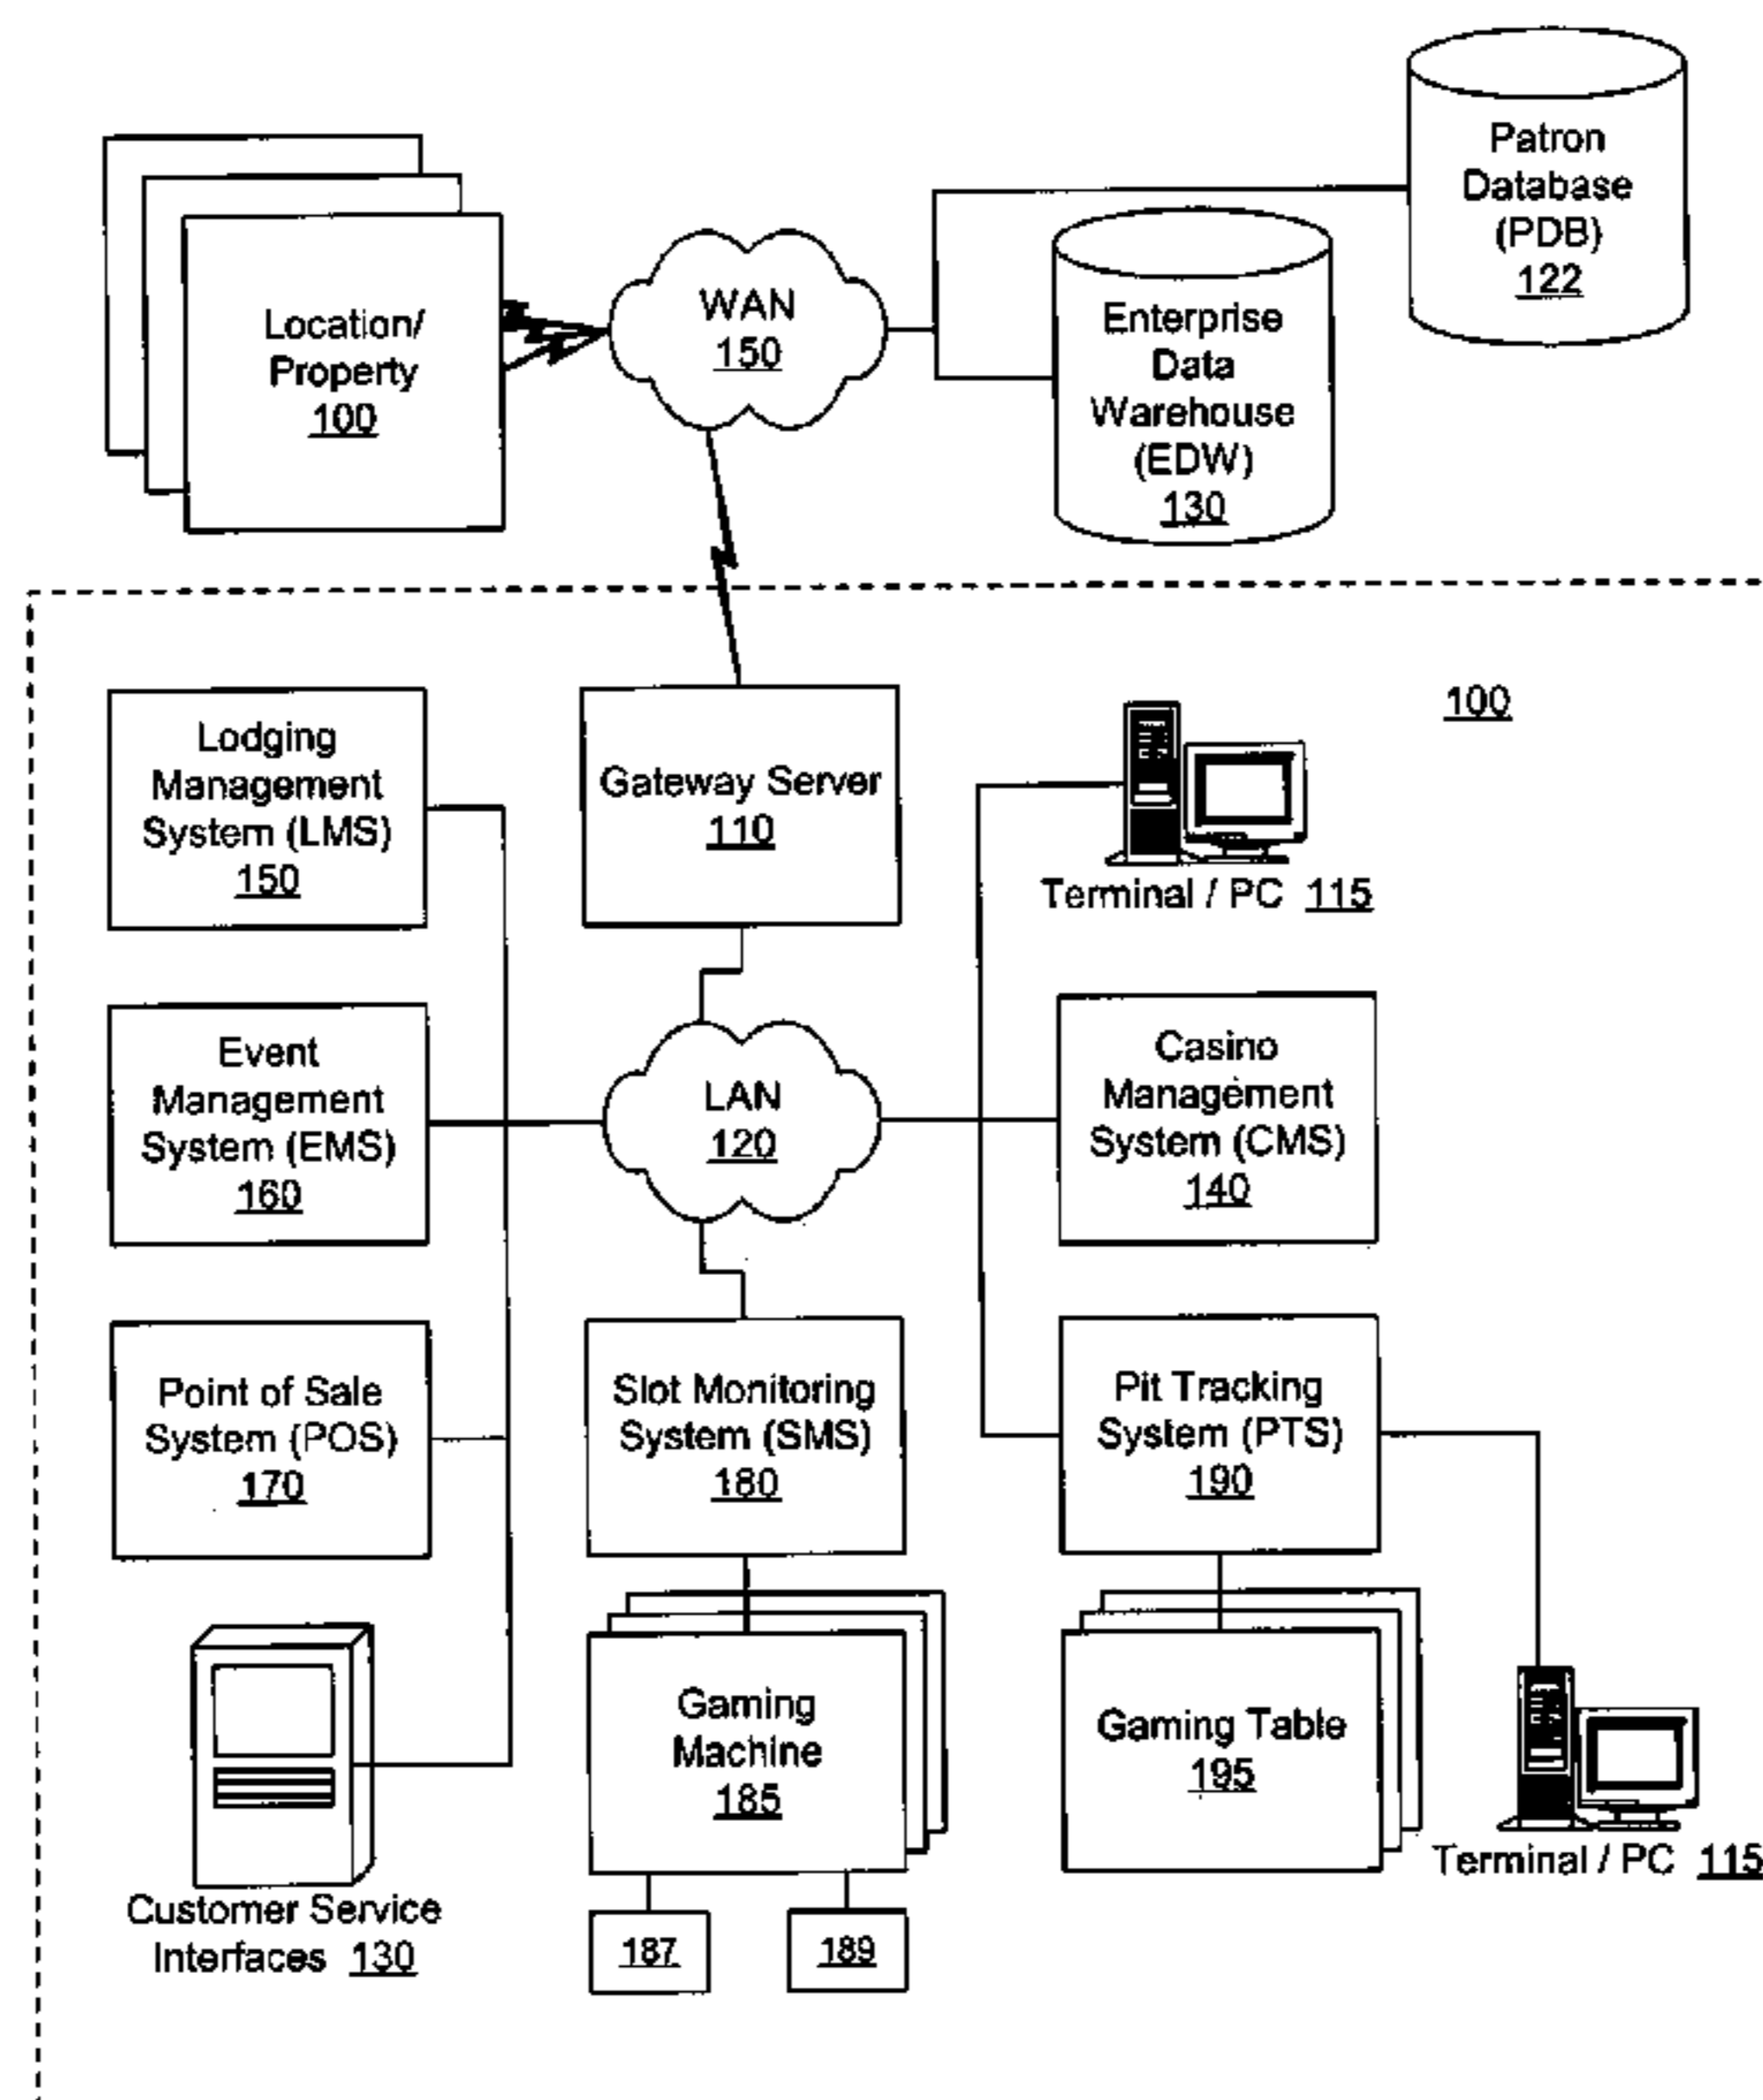 Patron
Database
(PDB)
122
Location/
Property
100
WAN
150
Enterprise
Data
Warehouse
(EDW)
130
100
Lodging
Management
System (LMS)
150
Gateway Server
110
Terminal / PC 115
Event
Management
System (EMS)
160
LAN
120
Casino
Management
System (CMS)
140
Point of Sale
System (POS)
170
Slot Monitoring
System (SMS)
180
Pit Tracking
System (PTS)
190
Gaming
Machine
185
Gaming Table
195
Terminal / PC 115
Customer Service
Interfaces 130
187
189